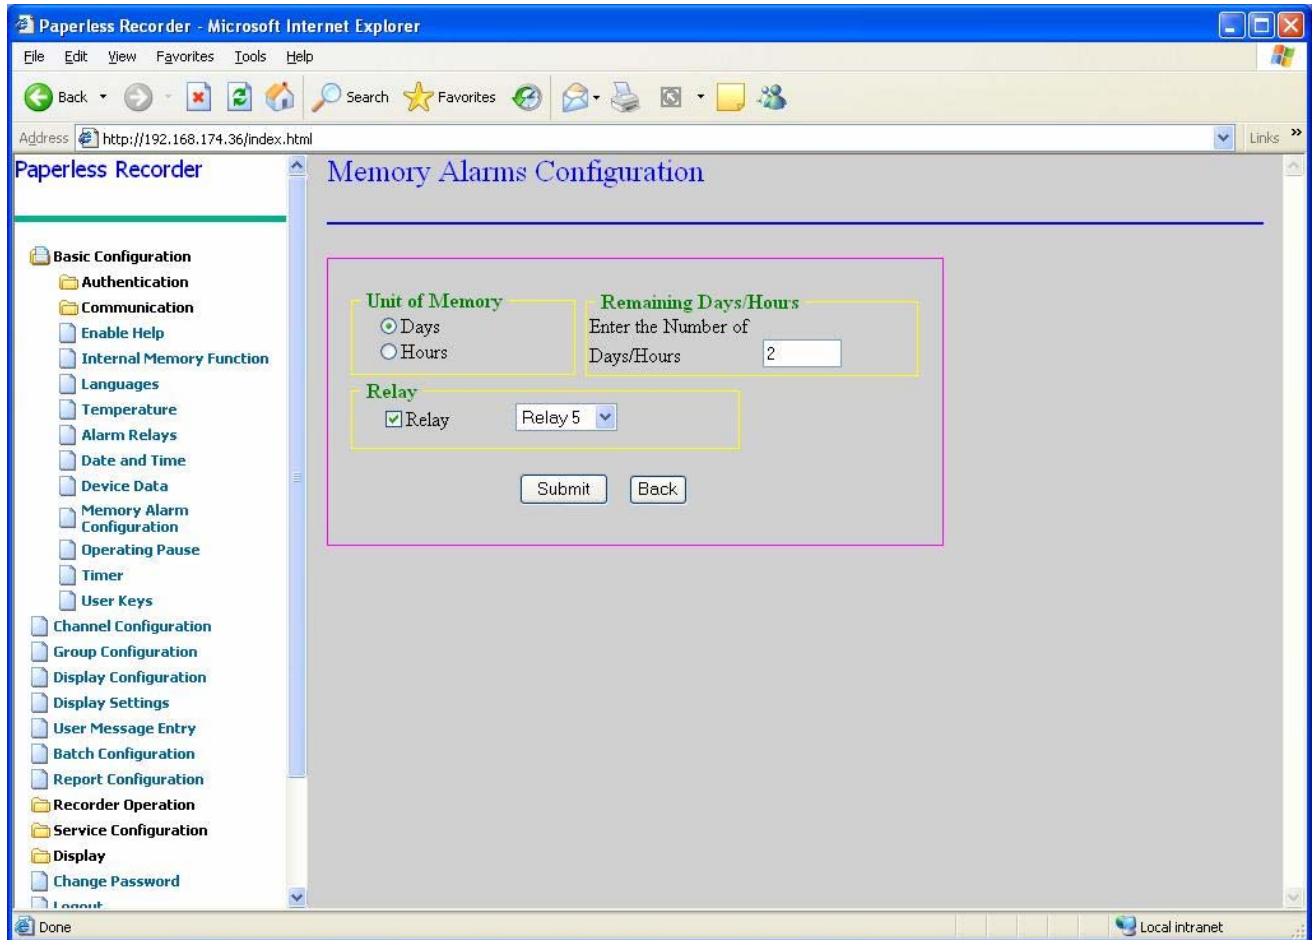 Paperless Recorder - Microsoft Internet Explorer
File Edit View Favorites Tools Help
Back Search Favorites
Address http://192.168.174.36/index.html Links »
Paperless Recorder
Basic Configuration
Authentication
Communication
Enable Help
Internal Memory Function
Languages
Temperature
Alarm Relays
Date and Time
Device Data
Memory Alarm
Configuration
Operating Pause
Timer
User Keys
Channel Configuration
Group Configuration
Display Configuration
Display Settings
User Message Entry
Batch Configuration
Report Configuration
Recorder Operation
Service Configuration
Display
Change Password
Logout
Memory Alarms Configuration
Unit of Memory
Days
Hours
Remaining Days/Hours
Enter the Number of
Days/Hours 2
Relay
Relay Relay 5
Submit Back
Done Local intranet